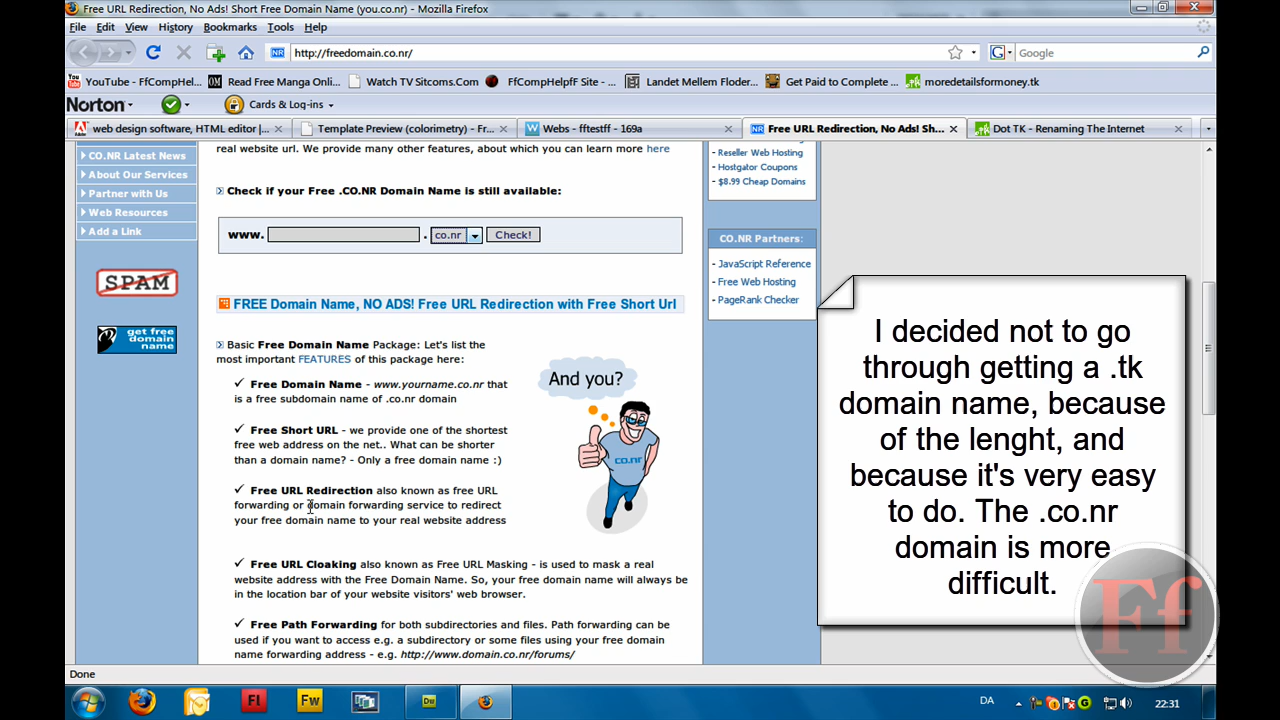 Free URL Redirection, No Ads! Short Free Domain Name (you.co.nr) - Mozilla Firefox
File Edit View History Bookmarks Tools Help
NR http://freedomain.co.nr/ G Google
YouTube - FfCompHel... Read Free Manga Onli... Watch TV Sitcoms.Com FfCompHelpff Site - ... Landet Mellem Floder... Get Paid to Complete ... moredetailsformoney.tk
Norton Cards & Log-ins
web design software, HTML editor |... Template Preview (colorimetry) - Fr... Webs - fftestff - 169a Free URL Redirection, No Ads! Sh... Dot TK - Renaming The Internet
CO.NR Latest News
About Our Services
Partner with Us
Web Resources
Add a Link
SPAM
get free
domain
name
real website url. We provide many other features, about which you can learn more here
Check if your Free .CO.NR Domain Name is still available:
www. . co.nr Check!
FREE Domain Name, NO ADS! Free URL Redirection with Free Short Url
Basic Free Domain Name Package: Let's list the
most important FEATURES of this package here:
Free Domain Name - www.yourname.co.nr that
is a free subdomain name of .co.nr domain
Free Short URL - we provide one of the shortest
free web address on the net.. What can be shorter
than a domain name? - Only a free domain name :)
Free URL Redirection also known as free URL
forwarding or domain forwarding service to redirect
your free domain name to your real website address
Free URL Cloaking also known as Free URL Masking - is used to mask a real
website address with the Free Domain Name. So, your free domain name will always be
in the location bar of your website visitors' web browser.
Free Path Forwarding for both subdirectories and files. Path forwarding can be
used if you want to access e.g. a subdirectory or some files using your free domain
name forwarding address - e.g. http://www.domain.co.nr/forums/
And you?
co.nr
- Reseller Web Hosting
- Hostgator Coupons
- $8.99 Cheap Domains
CO.NR Partners:
- JavaScript Reference
- Free Web Hosting
- PageRank Checker
I decided not to go
through getting a .tk
domain name, because
of the lenght, and
because it's very easy
to do. The .co.nr
domain is more
difficult.
Ff
Done
Fl Fw Dw DA 22:31